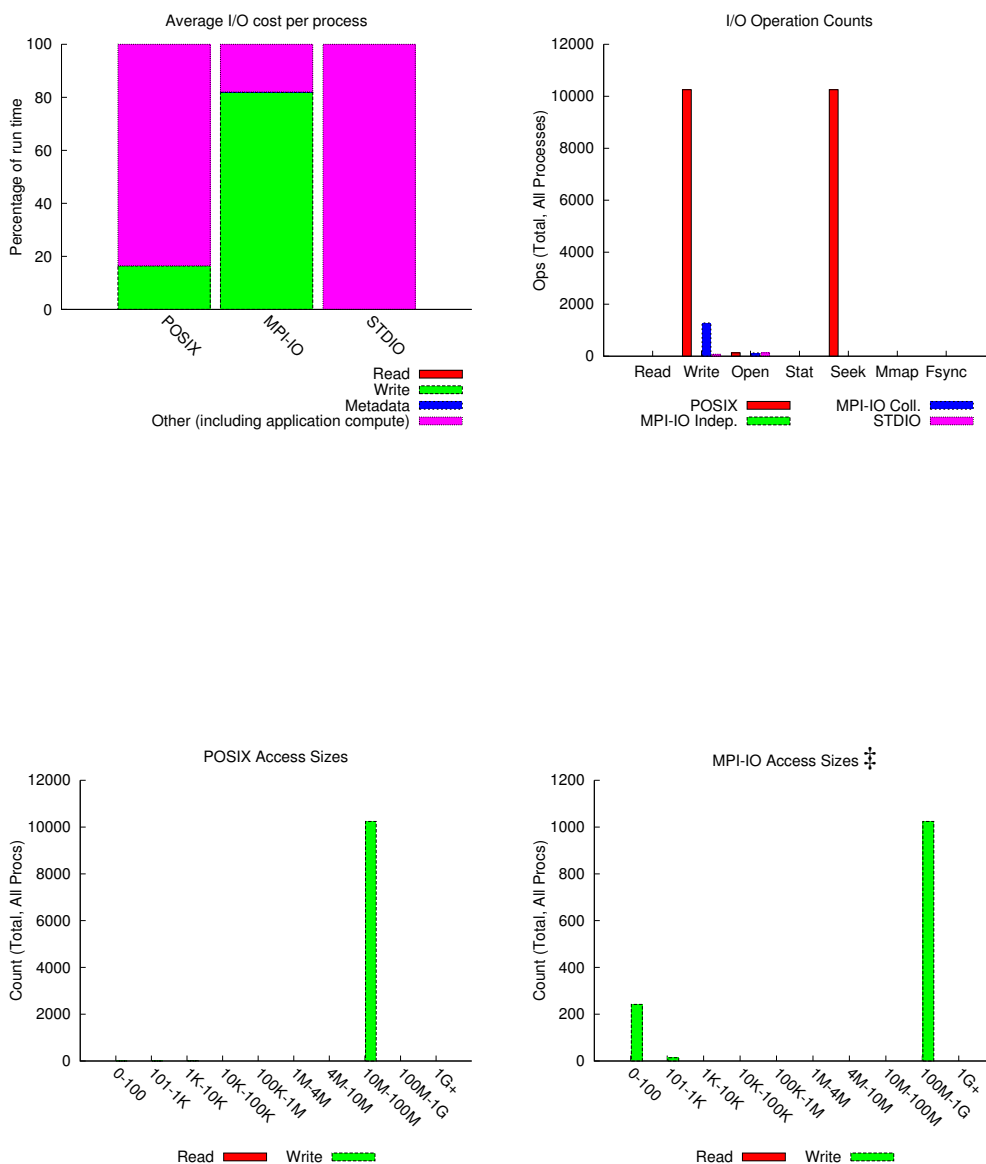 Average I/O cost per process
100
80
60
40
20
0
Percentage of run time
POSIX
MPI-IO
STDIO
Read
Write
Metadata
Other (including application compute)
I/O Operation Counts
12000
10000
8000
6000
4000
2000
0
Ops (Total, All Processes)
Read Write Open Stat Seek Mmap Fsync
POSIX
MPI-IO Indep.
MPI-IO Coll.
STDIO
POSIX Access Sizes
12000
10000
8000
6000
4000
2000
0
Count (Total, All Procs)
0-100
101-1K
1K-10K
10K-100K
100K-1M
1M-4M
4M-10M
10M-100M
100M-1G
1G+
Read Write
MPI-IO Access Sizes ‡
1200
1000
800
600
400
200
0
Count (Total, All Procs)
0-100
101-1K
1K-10K
10K-100K
100K-1M
1M-4M
4M-10M
10M-100M
100M-1G
1G+
Read Write